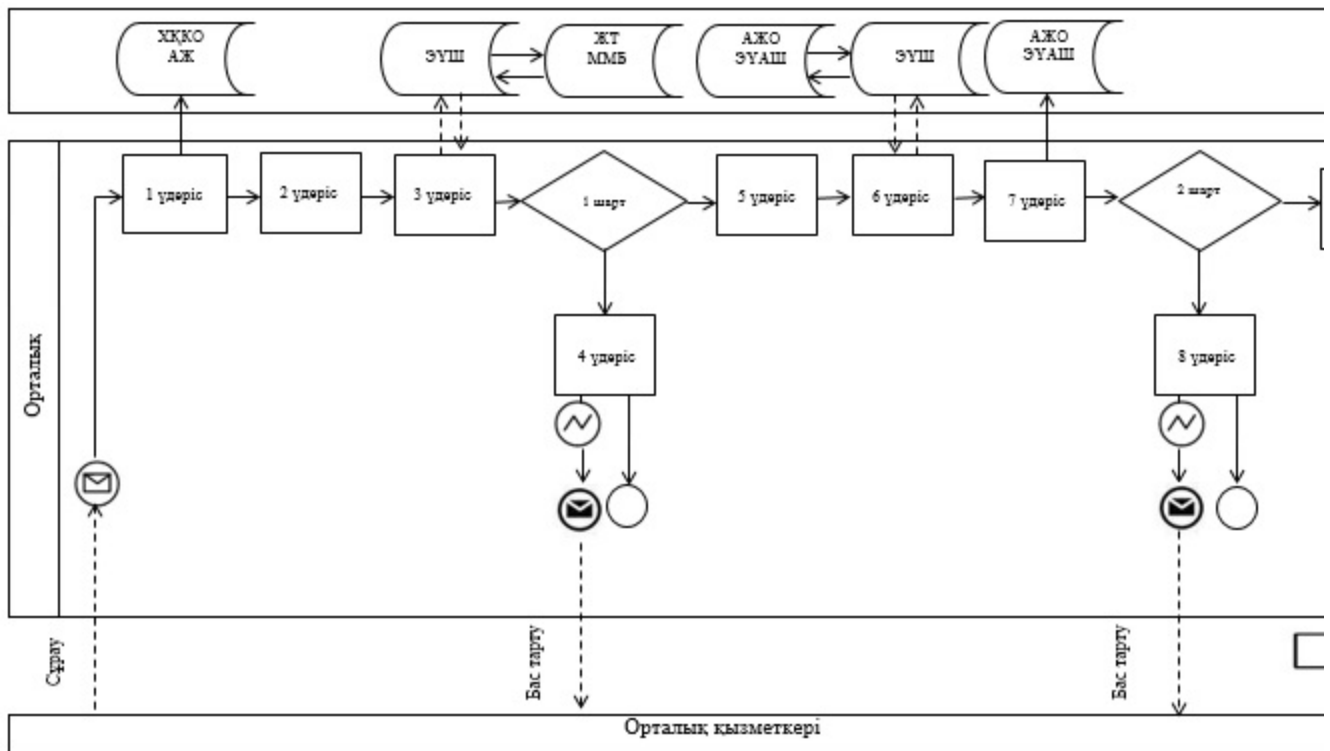 ХҚКО
АЖ
ЭҮШ
ЖТ
ММБ
АЖО
ЭҮАШ
ЭҮШ
АЖО
ЭҮАШ
1 үдеріс
2 үдеріс
3 үдеріс
1 шарт
5 үдеріс
6 үдеріс
7 үдеріс
2 шарт
4 үдеріс
8 үдеріс
Орталық
Сұрау
Бас тарту
Бас тарту
Орталық қызметкері